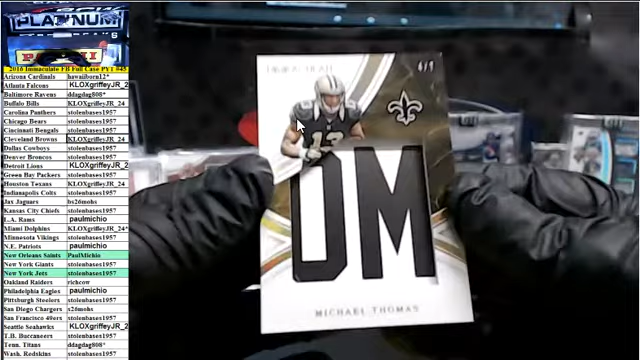 PLATINUM
PANINI
2016 Immaculate FB Full Case PYT #45
Arizona Cardinals hawaiiborn12*
Atlanta Falcons KLOXgriffeyJR_2
Baltimore Ravens ddagdag808*
Buffalo Bills KLOXgriffeyJR_24
Carolina Panthers stolenbases1957
Chicago Bears stolenbases1957
Cincinnati Bengals stolenbases1957
Cleveland Browns KLOXgriffeyJR_24
Dallas Cowboys stolenbases1957
Denver Broncos stolenbases1957
Detroit Lions KLOXgriffeyJR_2
Green Bay Packers stolenbases1957
Houston Texans KLOXgriffeyJR_24
Indianapolis Colts stolenbases1957
Jax Jaguars bs26mohs
Kansas City Chiefs stolenbases1957
L.A. Rams paulmichio
Miami Dolphins KLOXgriffeyJR_24*
Minnesota Vikings stolenbases1957
N.E. Patriots paulmichio
New Orleans Saints PaulMichio
New York Giants stolenbases1957
New York Jets stolenbases1957
Oakland Raiders richcow
Philadelphia Eagles paulmichio
Pittsburgh Steelers stolenbases1957
San Diego Chargers s26mohs
San Francisco 49ers stolenbases1957
Seattle Seahawks KLOXgriffeyJR_2
T.B. Buccaneers stolenbases1957
Tenn. Titans ddagdag808*
Wash. Redskins stolenbases1957
13
OM
MICHAEL THOMAS